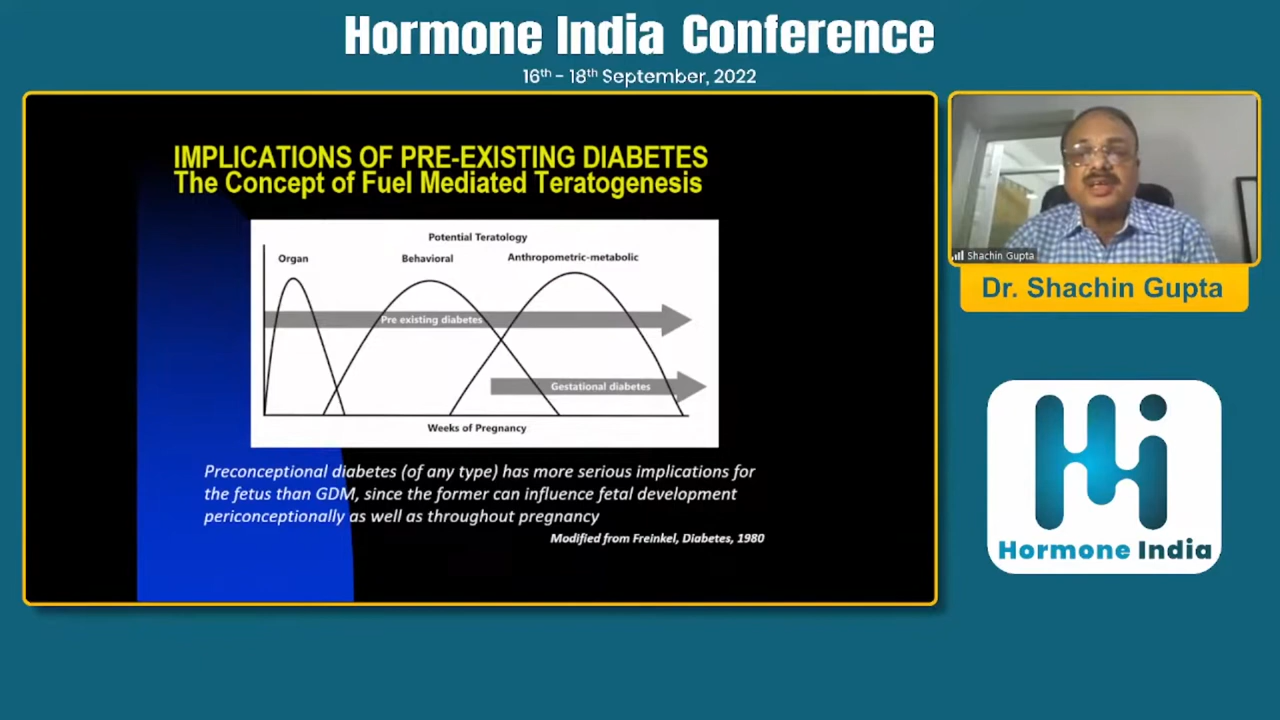 Hormone India Conference
16th - 18th September, 2022
IMPLICATIONS OF PRE-EXISTING DIABETES
The Concept of Fuel Mediated Teratogenesis
Potential Teratology
Organ
Behavioral
Anthropometric-metabolic
Pre existing diabetes
Gestational diabetes
Weeks of Pregnancy
Preconceptional diabetes (of any type) has more serious implications for
the fetus than GDM, since the former can influence fetal development
periconceptionally as well as throughout pregnancy
Modified from Freinkel, Diabetes, 1980
Shachin Gupta
Dr. Shachin Gupta
Hi
Hormone India